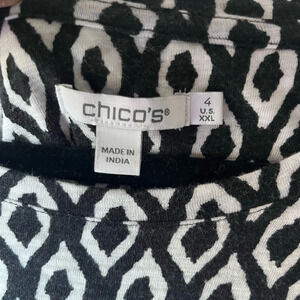 chico's®
4
U.S.
XXL
MADE IN
INDIA